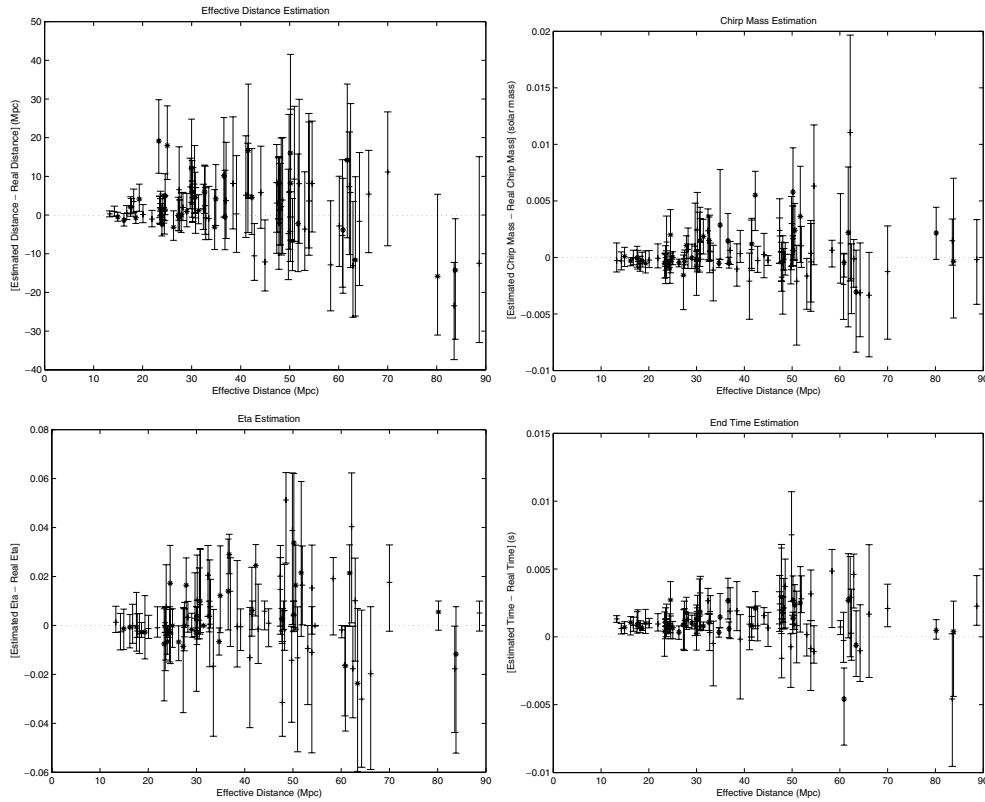 Effective Distance Estimation
[Estimated Distance − Real Distance] (Mpc)
50
40
30
20
10
0
−10
−20
−30
−40
0 10 20 30 40 50 60 70 80 90
Effective Distance (Mpc)
Chirp Mass Estimation
[Estimated Chirp Mass − Real Chirp Mass] (solar mass)
0.02
0.015
0.01
0.005
0
−0.005
−0.01
0 10 20 30 40 50 60 70 80 90
Effective Distance (Mpc)
Eta Estimation
[Estimated Eta − Real Eta]
0.08
0.06
0.04
0.02
0
−0.02
−0.04
−0.06
0 10 20 30 40 50 60 70 80 90
Effective Distance (Mpc)
End Time Estimation
[Estimated Time − Real Time] (s)
0.015
0.01
0.005
0
−0.005
−0.01
0 10 20 30 40 50 60 70 80 90
Effective Distance (Mpc)